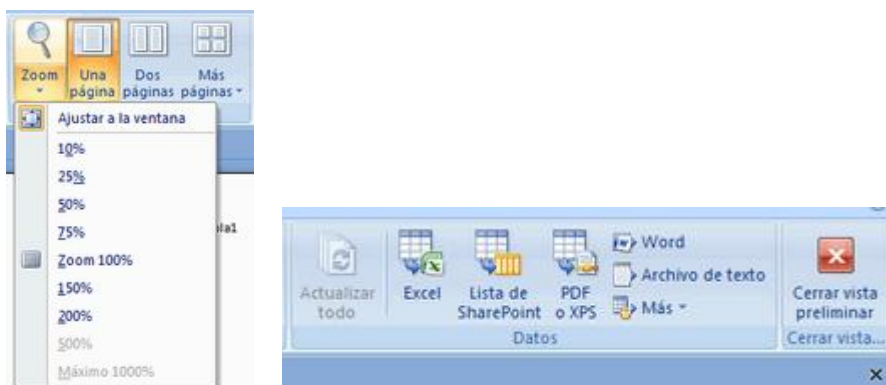 Zoom
Una página
Dos páginas
Más páginas
Ajustar a la ventana
10%
25%
50%
75%
Zoom 100%
150%
200%
500%
Máximo 1000%
la1
Actualizar todo
Excel
Lista de SharePoint
PDF o XPS
Word
Archivo de texto
Más
Datos
Cerrar vista preliminar
Cerrar vista...